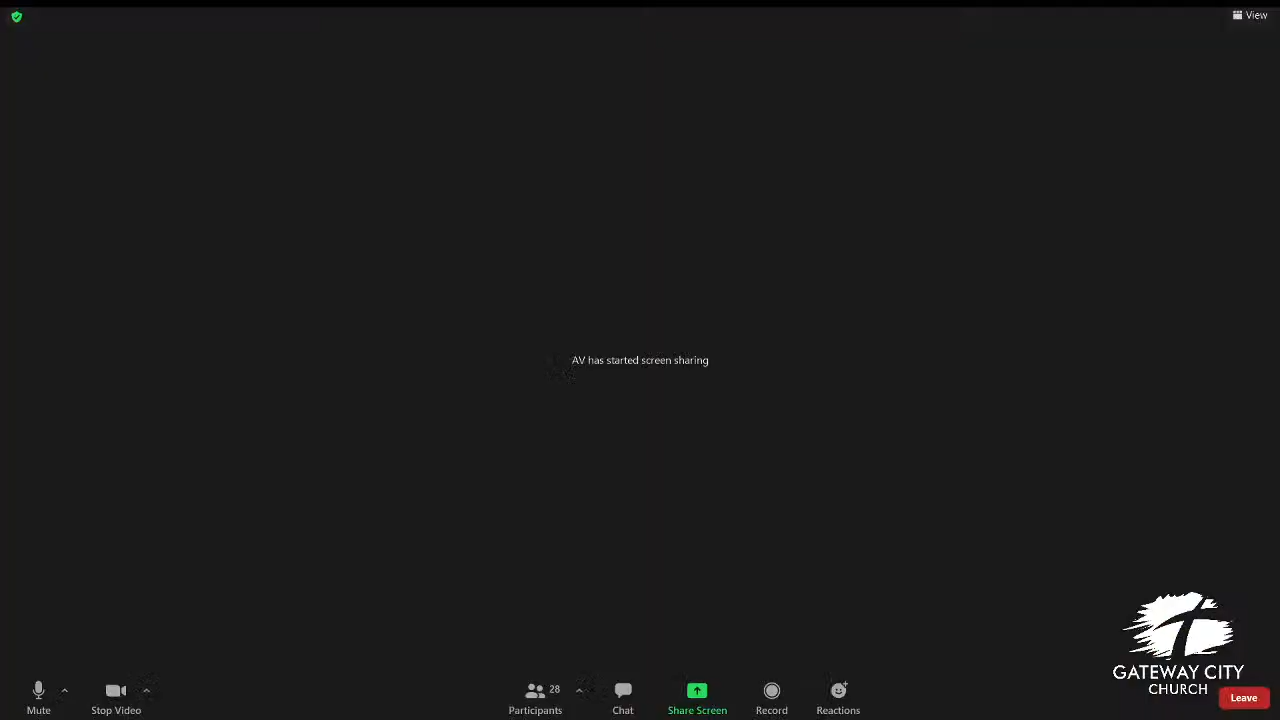 View
AV has started screen sharing
GATEWAY CITY
CHURCH
Mute
Stop Video
28
Participants
Chat
Share Screen
Record
Reactions
Leave